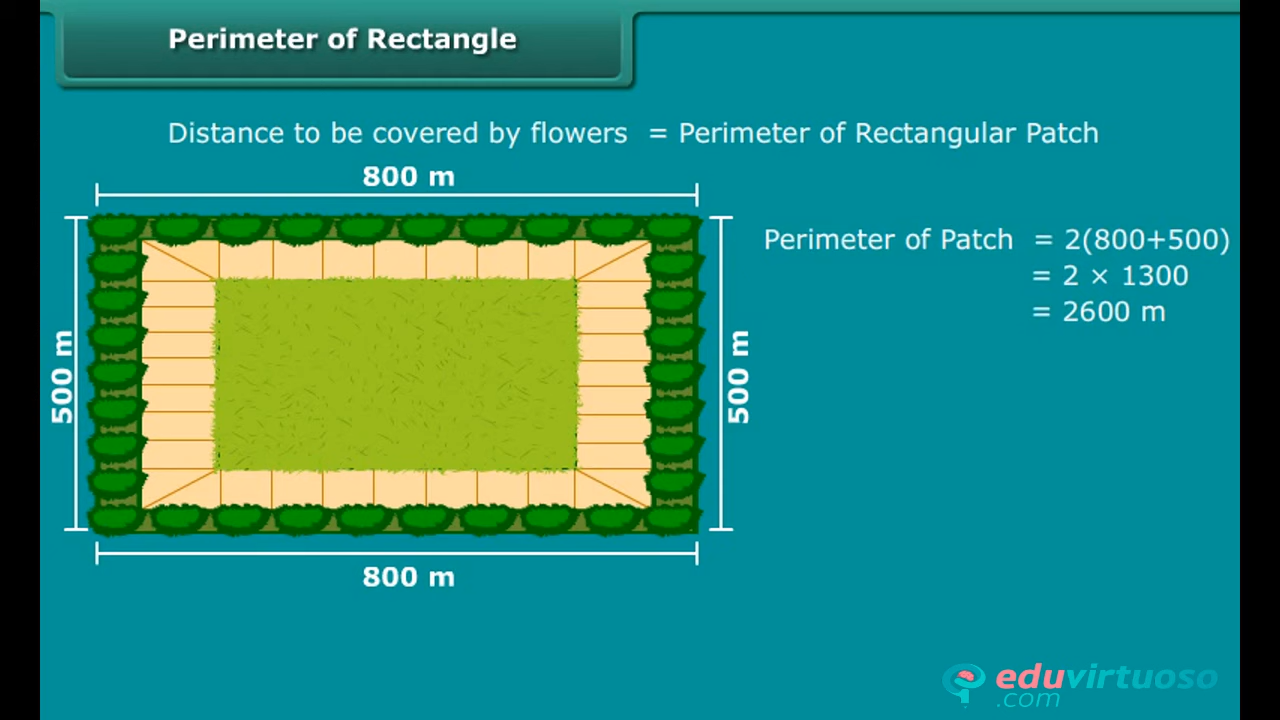 Perimeter of Rectangle
Distance to be covered by flowers = Perimeter of Rectangular Patch
800 m
Perimeter of Patch = 2(800+500)
= 2 × 1300
= 2600 m
500 m
500 m
800 m
eduvirtuoso
.com